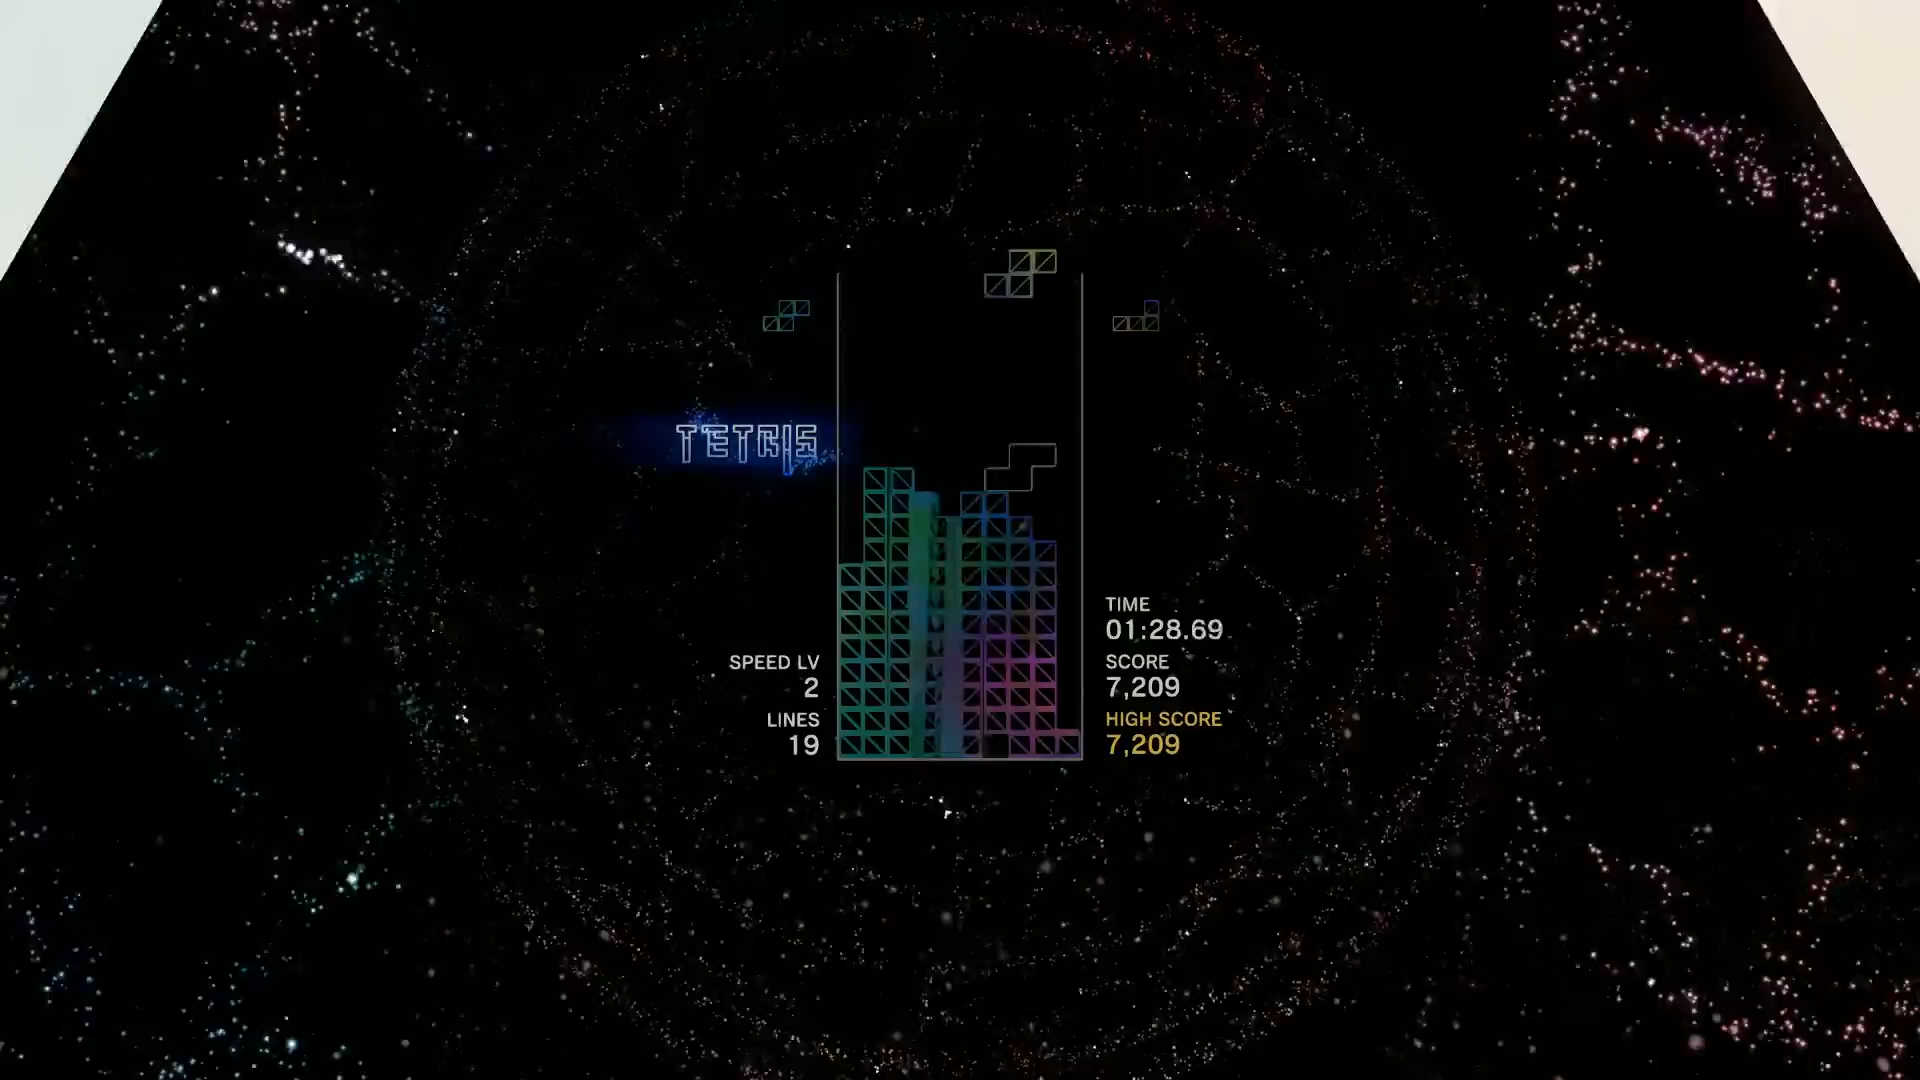 TETRIS
SPEED LV
2
LINES
19
TIME
01:28.69
SCORE
7,209
HIGH SCORE
7,209